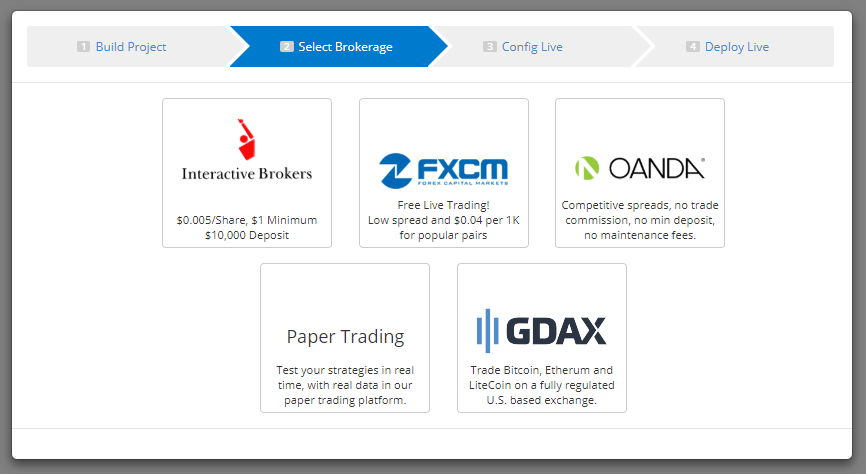 1 Build Project
2 Select Brokerage
3 Config Live
4 Deploy Live
Interactive Brokers
$0.005/Share, $1 Minimum
$10,000 Deposit
FXCM
FOREX CAPITAL MARKETS
Free Live Trading!
Low spread and $0.04 per 1K
for popular pairs
OANDA®
Competitive spreads, no trade
commission, no min deposit,
no maintenance fees.
Paper Trading
Test your strategies in real
time, with real data in our
paper trading platform.
GDAX
Trade Bitcoin, Etherum and
LiteCoin on a fully regulated
U.S. based exchange.